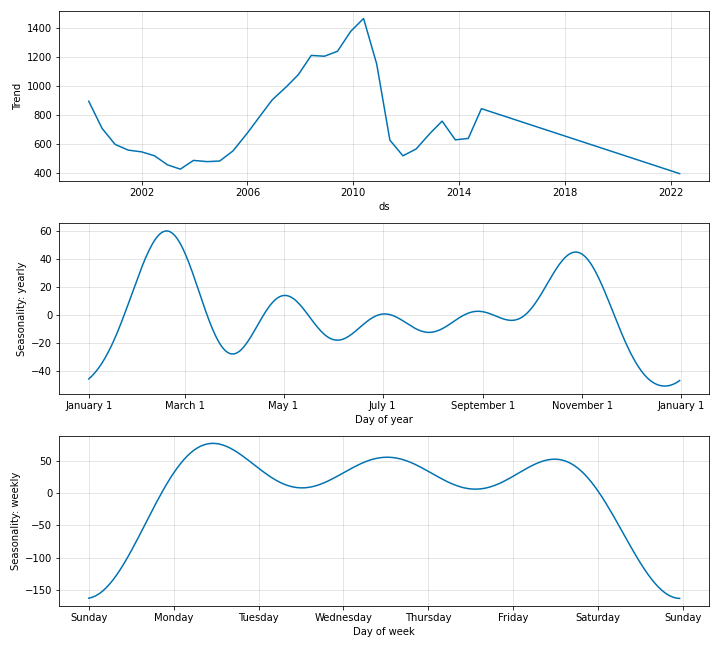 Trend
1400
1200
1000
800
600
400
2002 2006 2010 2014 2018 2022
ds
Seasonality: yearly
60
40
20
0
−20
−40
January 1 March 1 May 1 July 1 September 1 November 1 January 1
Day of year
Seasonality: weekly
50
0
−50
−100
−150
Sunday Monday Tuesday Wednesday Thursday Friday Saturday Sunday
Day of week